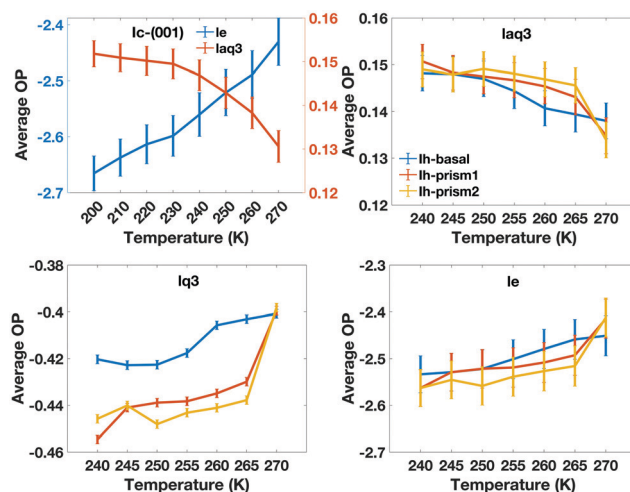 Ic-(001)
le
laq3
-2.4
-2.5
-2.6
-2.7
0.16
0.15
0.14
0.13
0.12
Average OP
200 210 220 230 240 250 260 270
Temperature (K)
laq3
0.16
0.15
0.14
0.13
0.12
Average OP
Ih-basal
Ih-prism1
Ih-prism2
240 245 250 255 260 265 270
Temperature (K)
lq3
-0.38
-0.4
-0.42
-0.44
-0.46
Average OP
240 245 250 255 260 265 270
Temperature (K)
le
-2.3
-2.4
-2.5
-2.6
-2.7
Average OP
240 245 250 255 260 265 270
Temperature (K)